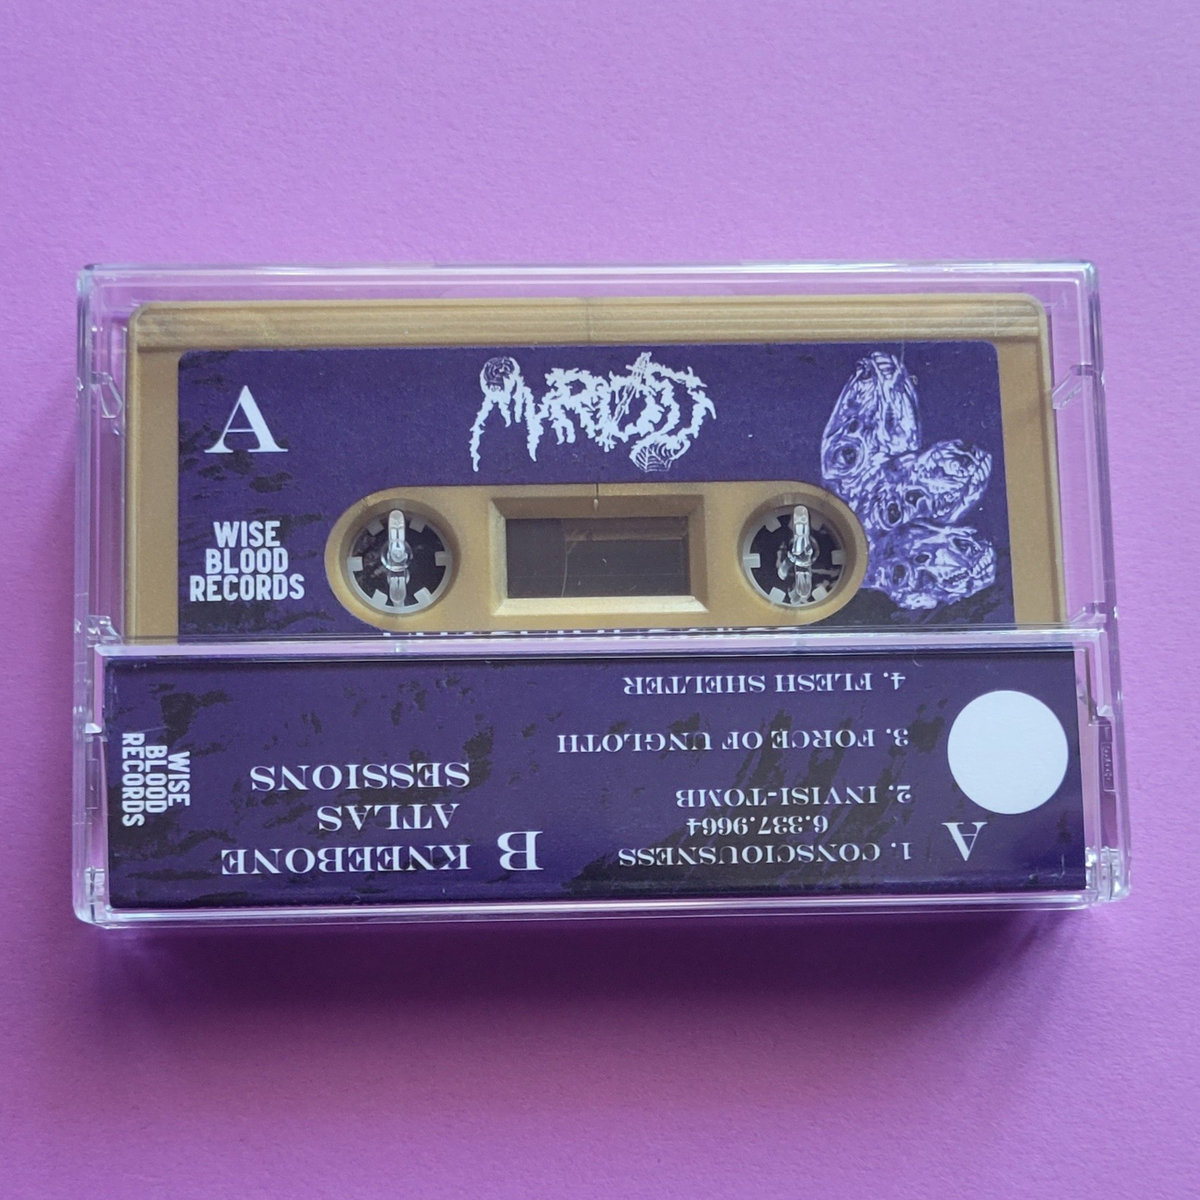 A
WISE
BLOOD
RECORDS
A
1. CONSCIOUSNESS
6.337.9664
2. INVISI-TOMB
3. FORCE OF UNGLOTH
4. FLESH SHELTER
B KNEEBONE
ATLAS
SESSIONS
WISE
BLOOD
RECORDS